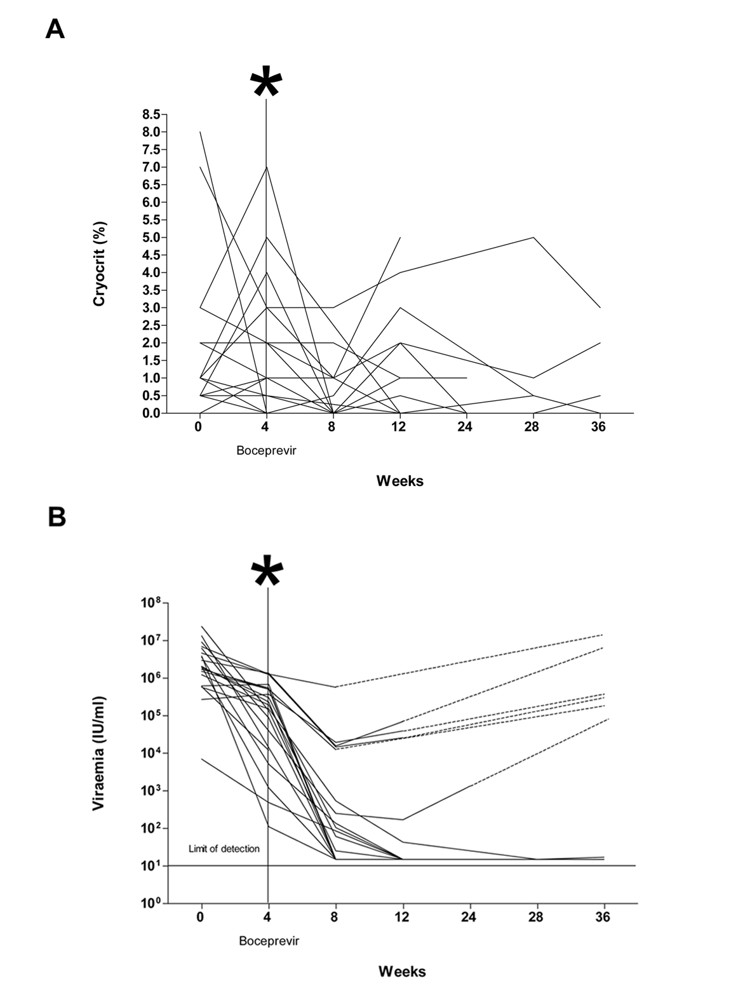 A
*
8.5
8.0
7.5
7.0
6.5
6.0
5.5
5.0
4.5
4.0
3.5
3.0
2.5
2.0
1.5
1.0
0.5
0.0
Cryocrit (%)
0 4 8 12 24 28 36
Boceprevir
Weeks
B
*
10⁸
10⁷
10⁶
10⁵
10⁴
10³
10²
10¹
10⁰
Viraemia (IU/ml)
Limit of detection
0 4 8 12 24 28 36
Boceprevir
Weeks